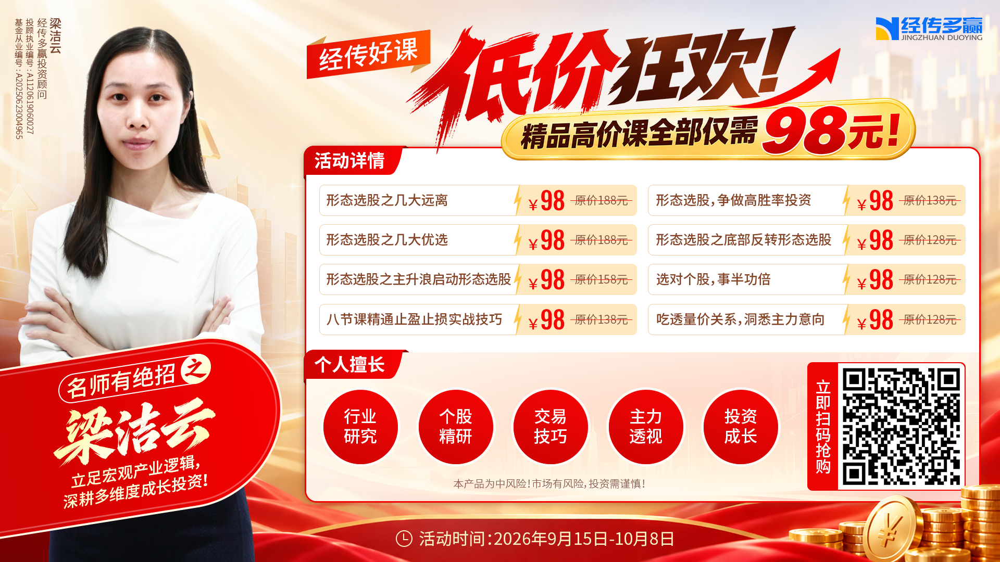 梁洁云
经传多赢投资顾问
投顾执业编号：A1120619060027
基金从业编号：A20250623004965
经传多赢
JINGZHUAN DUOYING
经传好课
低价狂欢！
精品高价课全部仅需98元！
活动详情
形态选股之几大远离 ￥98 原价188元
形态选股，争做高胜率投资 ￥98 原价138元
形态选股之几大优选 ￥98 原价188元
形态选股之底部反转形态选股 ￥98 原价128元
形态选股之主升浪启动形态选股 ￥98 原价158元
选对个股，事半功倍 ￥98 原价128元
八节课精通止盈止损实战技巧 ￥98 原价138元
吃透量价关系，洞悉主力意向 ￥98 原价128元
个人擅长
行业
研究
个股
精研
交易
技巧
主力
透视
投资
成长
立即扫码抢购
本产品为中风险！市场有风险，投资需谨慎！
名师有绝招之
梁洁云
立足宏观产业逻辑，
深耕多维度成长投资！
活动时间：2026年9月15日-10月8日